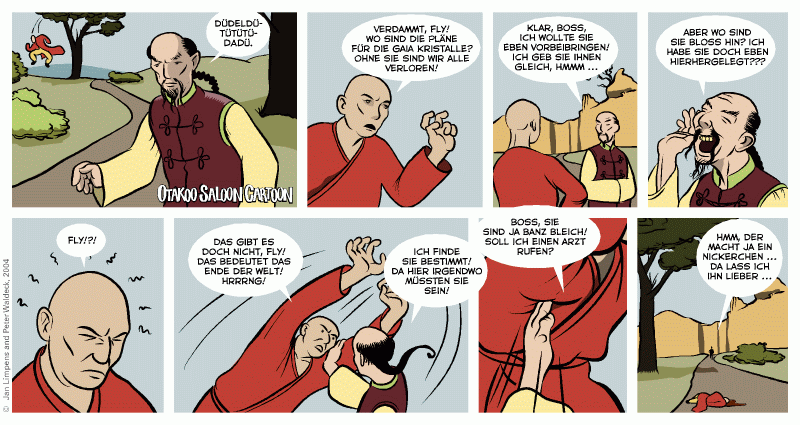 DÜDELDÜ-
TÜTÜTÜ-
DADÜ.
OTAKOO SALOON CARTOON
VERDAMMT, FLY!
WO SIND DIE PLÄNE
FÜR DIE GAIA KRISTALLE?
OHNE SIE SIND WIR ALLE
VERLOREN!
KLAR, BOSS,
ICH WOLLTE SIE
EBEN VORBEIBRINGEN!
ICH GEB SIE IHNEN
GLEICH, HMMM ...
ABER WO SIND
SIE BLOSS HIN? ICH
HABE SIE DOCH EBEN
HIERHERGELEGT???
FLY!?!
DAS GIBT ES
DOCH NICHT, FLY!
DAS BEDEUTET DAS
ENDE DER WELT!
HRRRNG!
ICH FINDE
SIE BESTIMMT!
DA HIER IRGENDWO
MÜSSTEN SIE
SEIN!
BOSS, SIE
SIND JA BANZ BLEICH!
SOLL ICH EINEN ARZT
RUFEN?
HMM, DER
MACHT JA EIN
NICKERCHEN ...
DA LASS ICH
IHN LIEBER ...
© Jan Limpens and Peter Waldeck, 2004